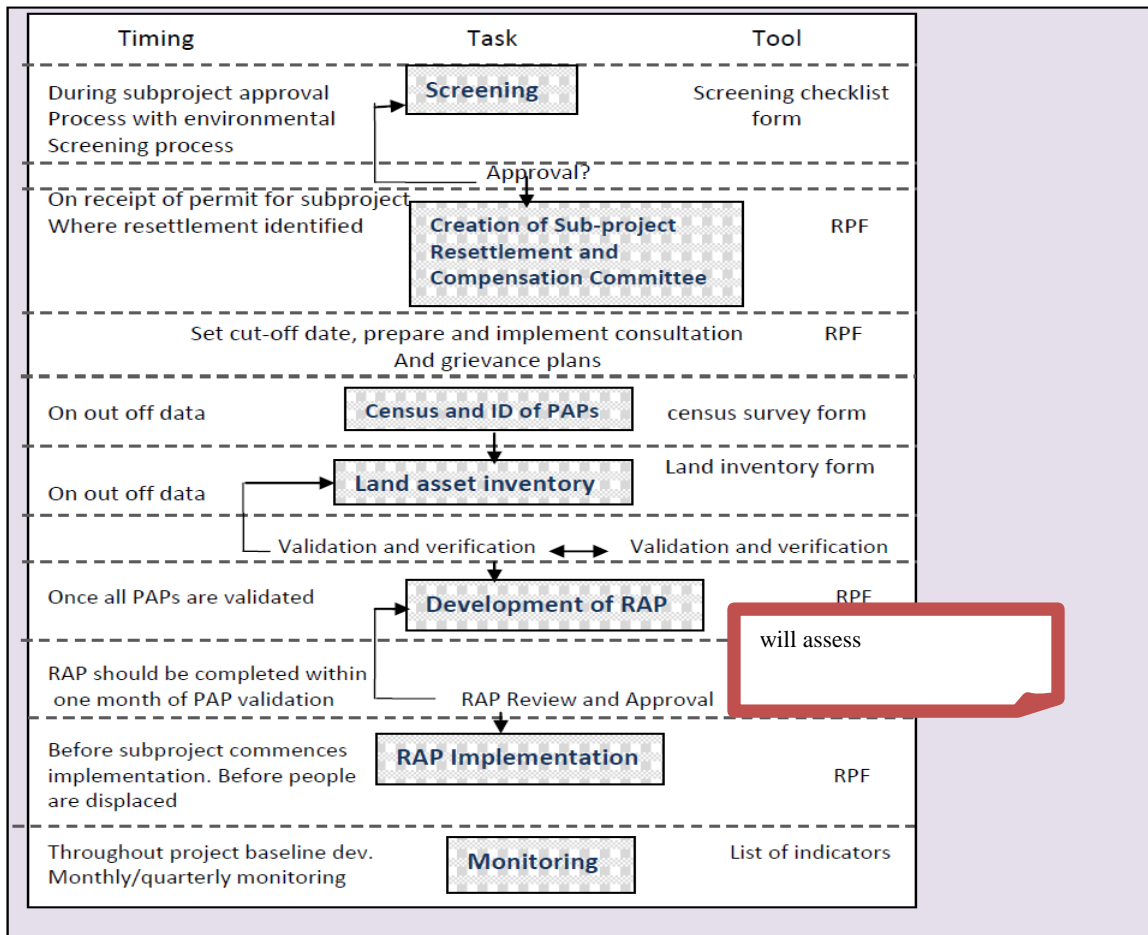 Timing Task Tool
Screening
During subproject approval
Process with environmental
Screening process
Screening checklist
form
Approval?
On receipt of permit for subproject
Where resettlement identified
Creation of Sub-project
Resettlement and
Compensation Committee
RPF
Set cut-off date, prepare and implement consultation
And grievance plans
RPF
On out off data
Census and ID of PAPs
census survey form
Land inventory form
On out off data
Land asset inventory
Validation and verification
Validation and verification
Once all PAPs are validated
Development of RAP
RPF
will assess
RAP should be completed within
one month of PAP validation
RAP Review and Approval
Before subproject commences
implementation. Before people
are displaced
RAP Implementation
RPF
Throughout project baseline dev.
Monthly/quarterly monitoring
Monitoring
List of indicators